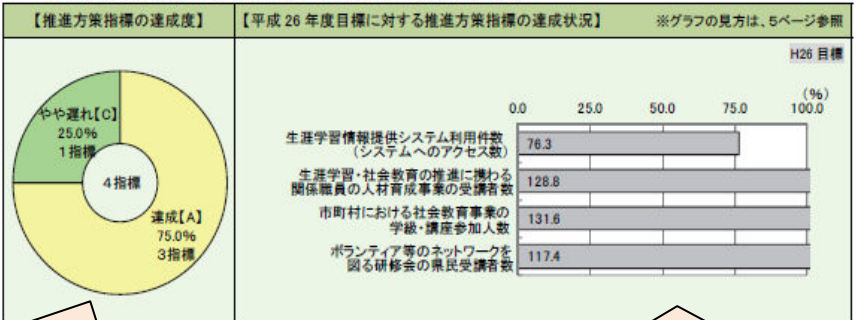 【推進方策指標の達成度】
【平成26年度目標に対する推進方策指標の達成状況】 ※グラフの見方は、5ページ参照
やや遅れ【C】
25.0%
1指標
4指標
達成【A】
75.0%
3指標
H26 目標
(%)
0.0 25.0 50.0 75.0 100.0
生涯学習情報提供システム利用件数
(システムへのアクセス数)
76.3
生涯学習・社会教育の推進に携わる
関係職員の人材育成事業の受講者数
128.8
市町村における社会教育事業の
学級・講座参加人数
131.6
ボランティア等のネットワークを
図る研修会の県民受講者数
117.4